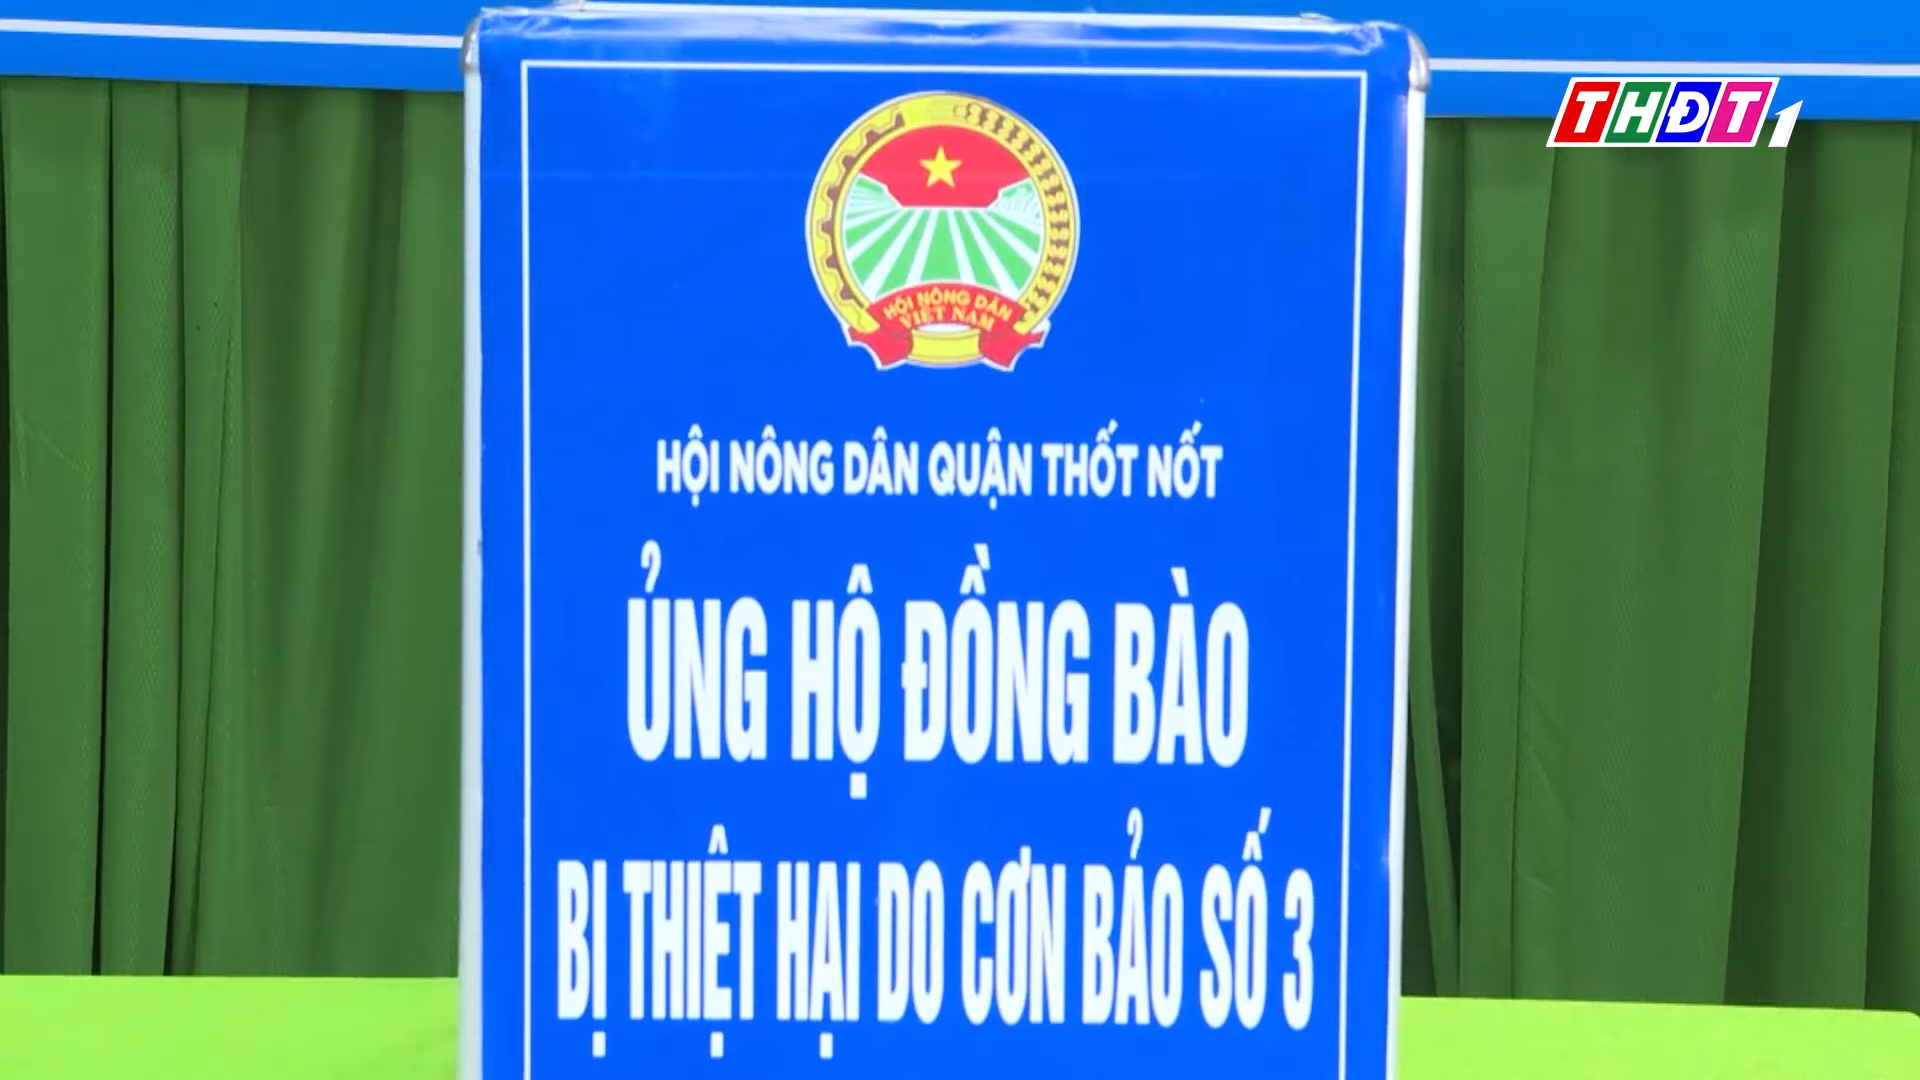 THĐT1
HỘI NÔNG DÂN
VIỆT NAM
HỘI NÔNG DÂN QUẬN THỐT NỐT
ỦNG HỘ ĐỒNG BÀO
BỊ THIỆT HẠI DO CƠN BẢO SỐ 3